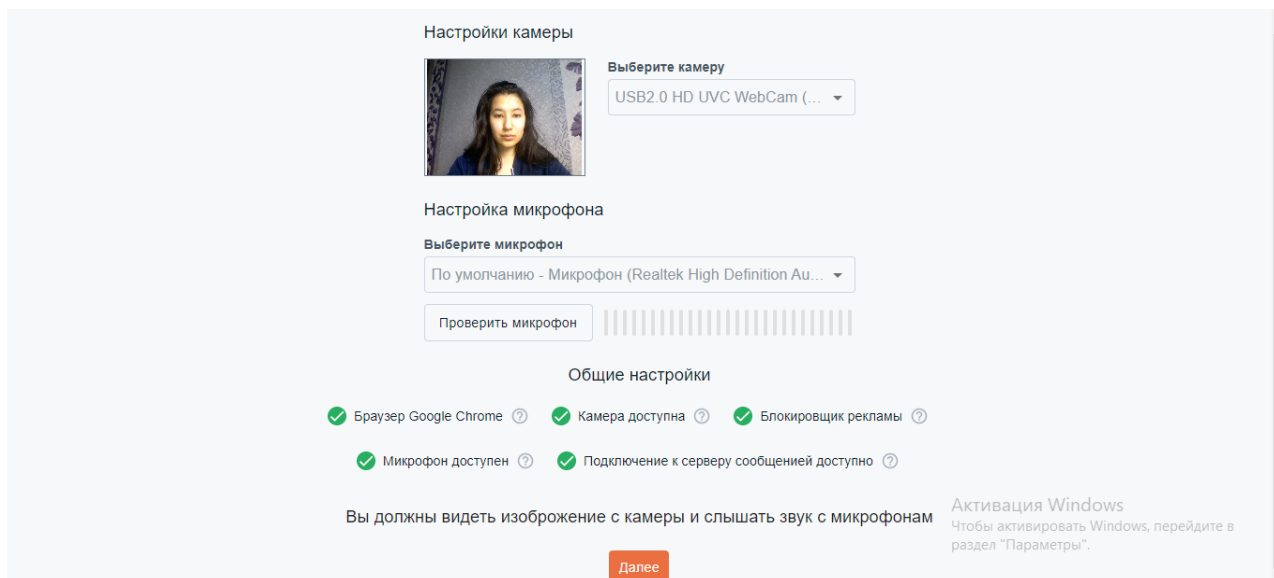 Настройки камеры
Выберите камеру
USB2.0 HD UVC WebCam (...
Настройка микрофона
Выберите микрофон
По умолчанию - Микрофон (Realtek High Definition Au...
Проверить микрофон
Общие настройки
Браузер Google Chrome
Камера доступна
Блокировщик рекламы
Микрофон доступен
Подключение к серверу сообщенией доступно
Вы должны видеть изоброжение с камеры и слышать звук с микрофонам
Далее
Активация Windows
Чтобы активировать Windows, перейдите в
раздел "Параметры".